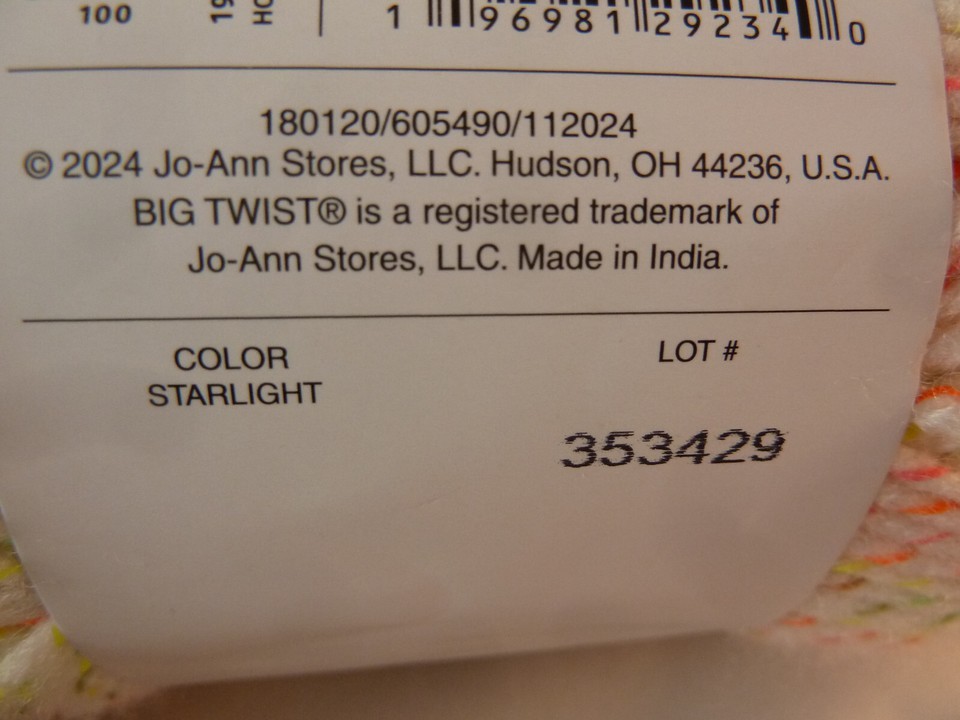 100
1 96981 29234 0
180120/605490/112024
© 2024 Jo-Ann Stores, LLC. Hudson, OH 44236, U.S.A.
BIG TWIST® is a registered trademark of
Jo-Ann Stores, LLC. Made in India.
COLOR
STARLIGHT
LOT #
353429